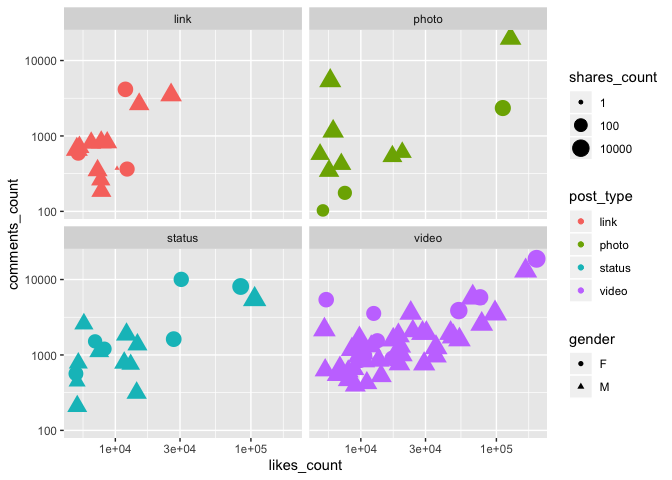 link photo
10000
1000
100
status video
10000
1000
100
1e+04 3e+04 1e+05 1e+04 3e+04 1e+05
likes_count
comments_count
shares_count
1
100
10000
post_type
link
photo
status
video
gender
F
M